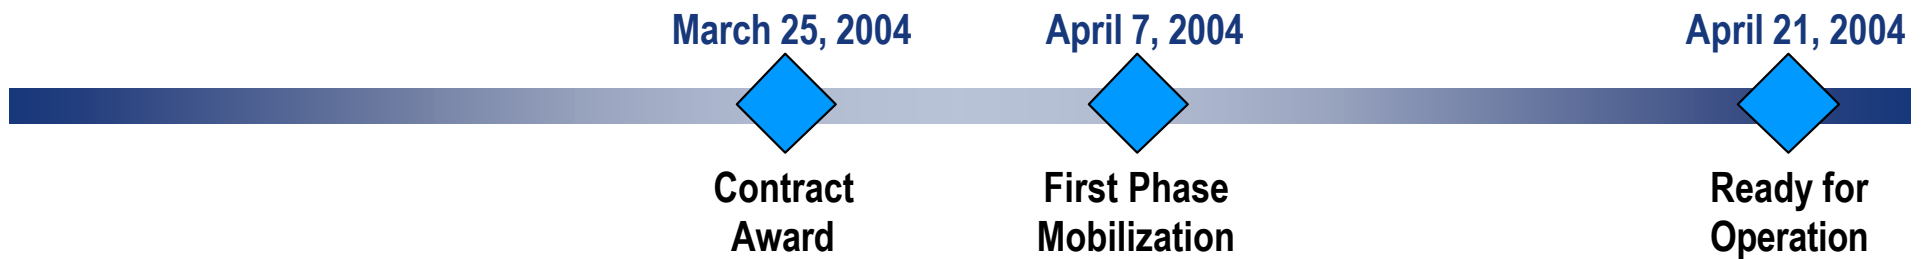 March 25, 2004
April 7, 2004
April 21, 2004
Contract
Award
First Phase
Mobilization
Ready for
Operation